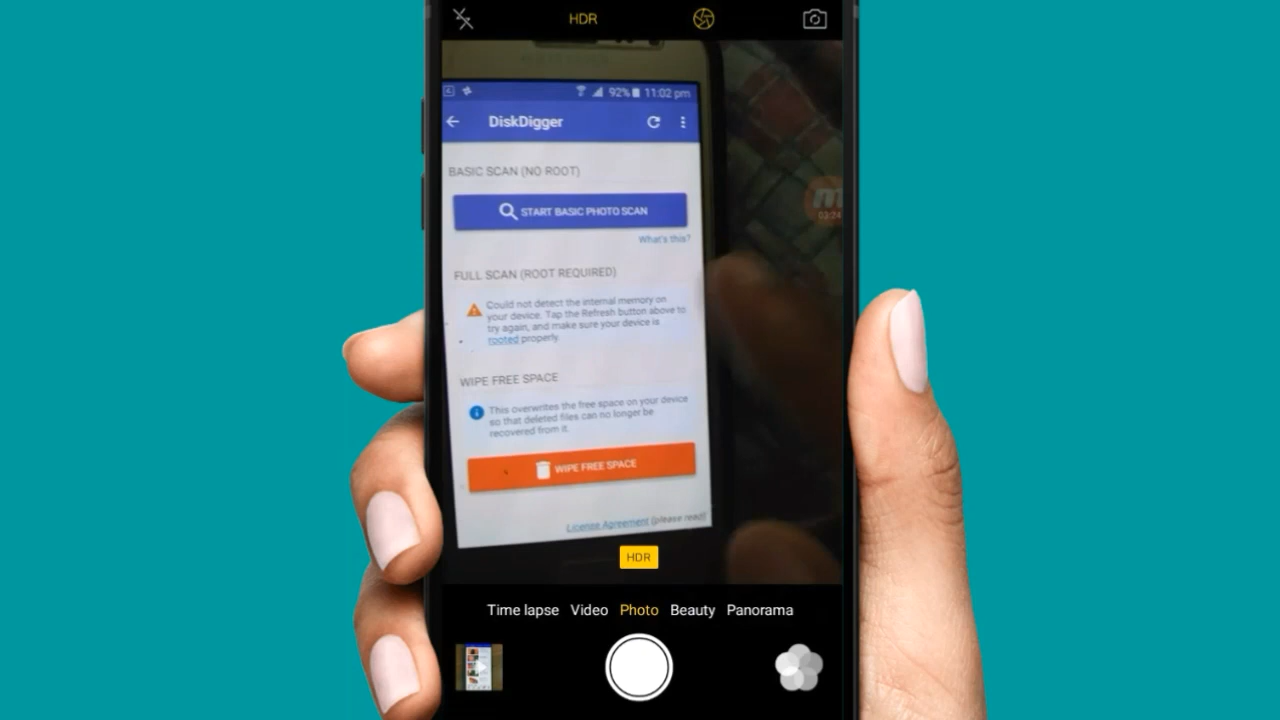 HDR
92% 11:02 pm
DiskDigger
BASIC SCAN (NO ROOT)
START BASIC PHOTO SCAN
What's this?
03:24
FULL SCAN (ROOT REQUIRED)
Could not detect the internal memory on
your device. Tap the Refresh button above to
try again, and make sure your device is
rooted properly.
WIPE FREE SPACE
This overwrites the free space on your device
so that deleted files can no longer be
recovered from it.
WIPE FREE SPACE
License Agreement (please read)
HDR
Time lapse Video Photo Beauty Panorama